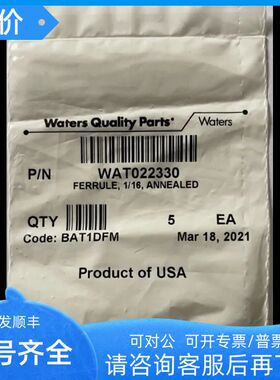 价
Waters Quality Parts
Waters
P/N WAT022330
FERRULE, 1/16, ANNEALED
QTY 5 EA
Code: BAT1DFM Mar 18, 2021
Product of USA
发顺丰
号齐全
可对公 可开专票/普票
请咨询客服后再下